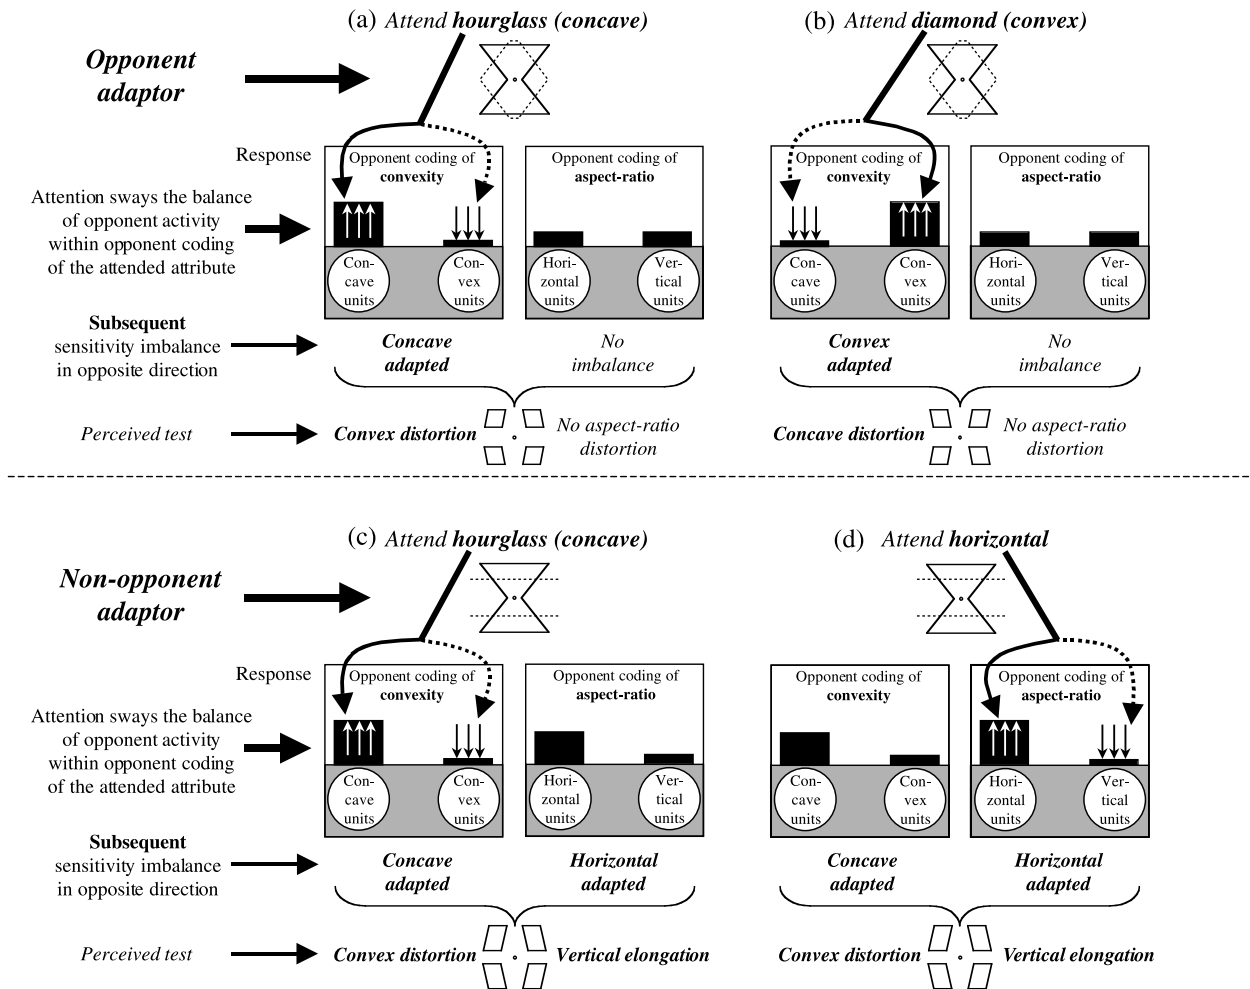 (a) Attend hourglass (concave)
(b) Attend diamond (convex)
Opponent
adaptor
Response
Opponent coding of
convexity
Opponent coding of
aspect-ratio
Opponent coding of
convexity
Opponent coding of
aspect-ratio
Attention sways the balance
of opponent activity
within opponent coding
of the attended attribute
Con-
cave
units
Con-
vex
units
Hori-
zontal
units
Ver-
tical
units
Con-
cave
units
Con-
vex
units
Hori-
zontal
units
Ver-
tical
units
Subsequent
sensitivity imbalance
in opposite direction
Concave
adapted
No
imbalance
Convex
adapted
No
imbalance
Perceived test
Convex distortion
No aspect-ratio
distortion
Concave distortion
No aspect-ratio
distortion
(c) Attend hourglass (concave)
(d) Attend horizontal
Non-opponent
adaptor
Response
Opponent coding of
convexity
Opponent coding of
aspect-ratio
Opponent coding of
convexity
Opponent coding of
aspect-ratio
Attention sways the balance
of opponent activity
within opponent coding
of the attended attribute
Con-
cave
units
Con-
vex
units
Hori-
zontal
units
Ver-
tical
units
Con-
cave
units
Con-
vex
units
Hori-
zontal
units
Ver-
tical
units
Subsequent
sensitivity imbalance
in opposite direction
Concave
adapted
Horizontal
adapted
Concave
adapted
Horizontal
adapted
Perceived test
Convex distortion
Vertical elongation
Convex distortion
Vertical elongation